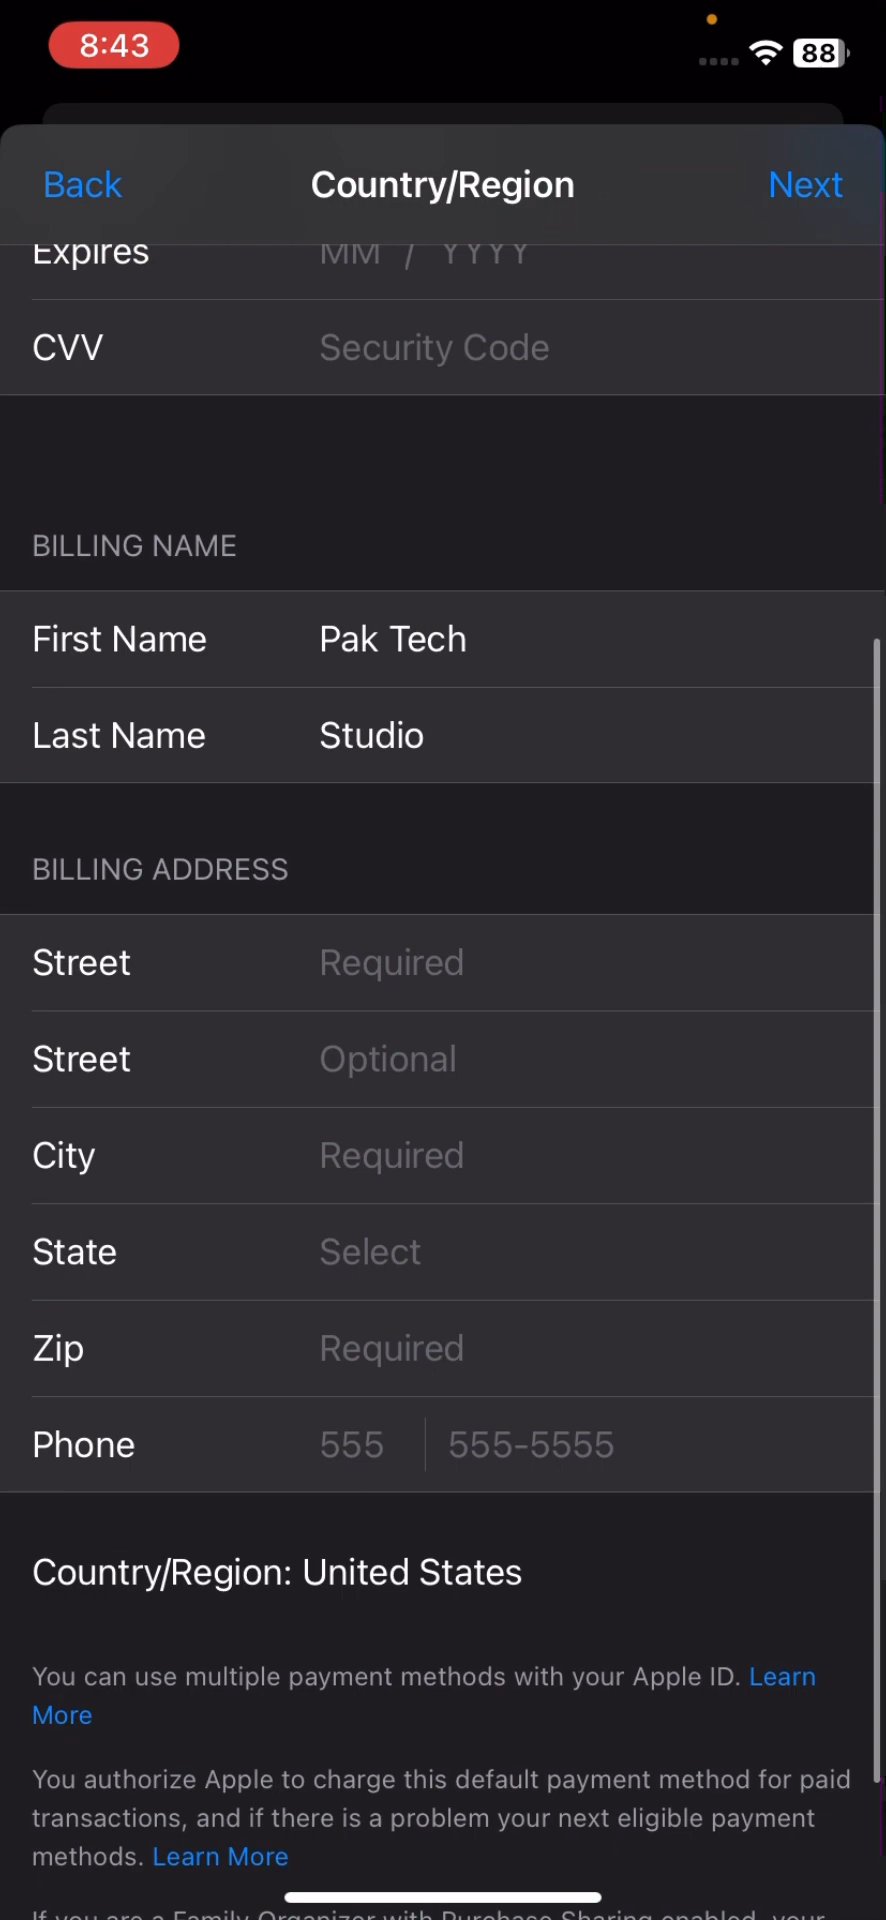 8:43
88
Back
Country/Region
Next
Expires MM / YYYY
CVV Security Code
BILLING NAME
First Name Pak Tech
Last Name Studio
BILLING ADDRESS
Street Required
Street Optional
City Required
State Select
Zip Required
Phone 555 555-5555
Country/Region: United States
You can use multiple payment methods with your Apple ID. Learn
More
You authorize Apple to charge this default payment method for paid
transactions, and if there is a problem your next eligible payment
methods. Learn More
If you are a Family Organizer with Purchase Sharing enabled, your